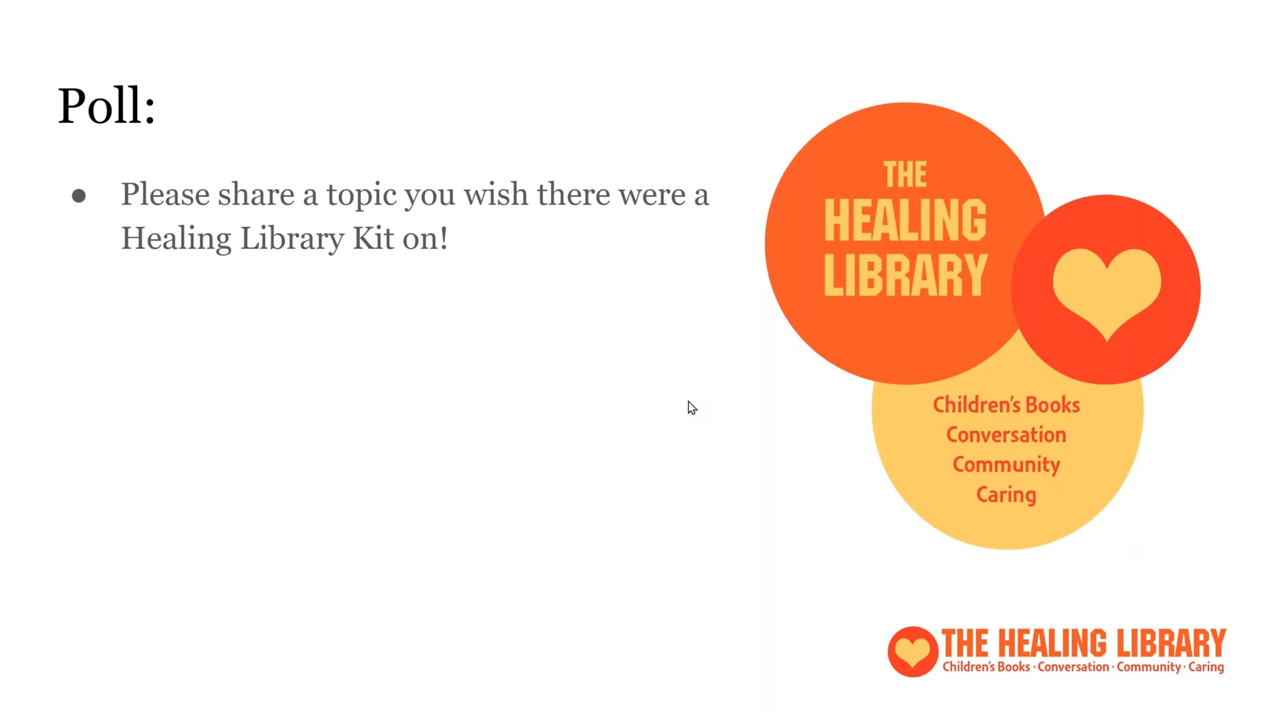 Poll:
● Please share a topic you wish there were a
Healing Library Kit on!
THE
HEALING
LIBRARY
Children's Books
Conversation
Community
Caring
THE HEALING LIBRARY
Children's Books · Conversation · Community · Caring